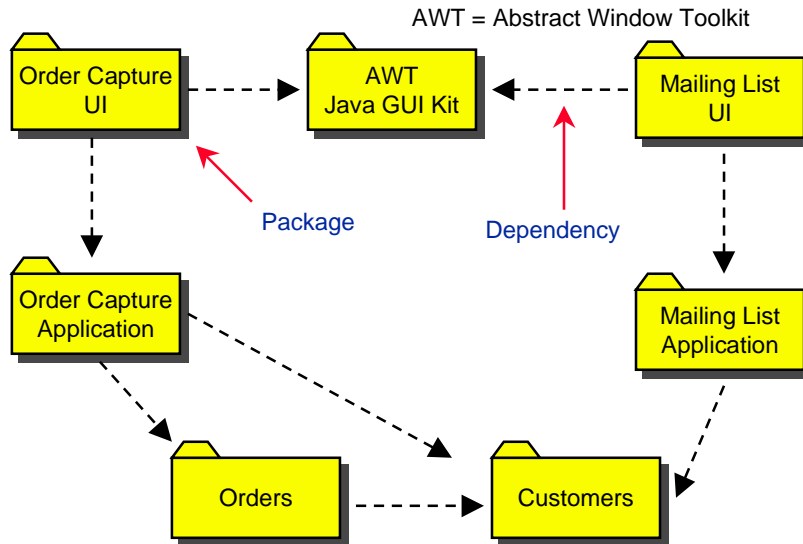 AWT = Abstract Window Toolkit
Order Capture
UI
AWT
Java GUI Kit
Mailing List
UI
Package
Dependency
Order Capture
Application
Mailing List
Application
Orders
Customers